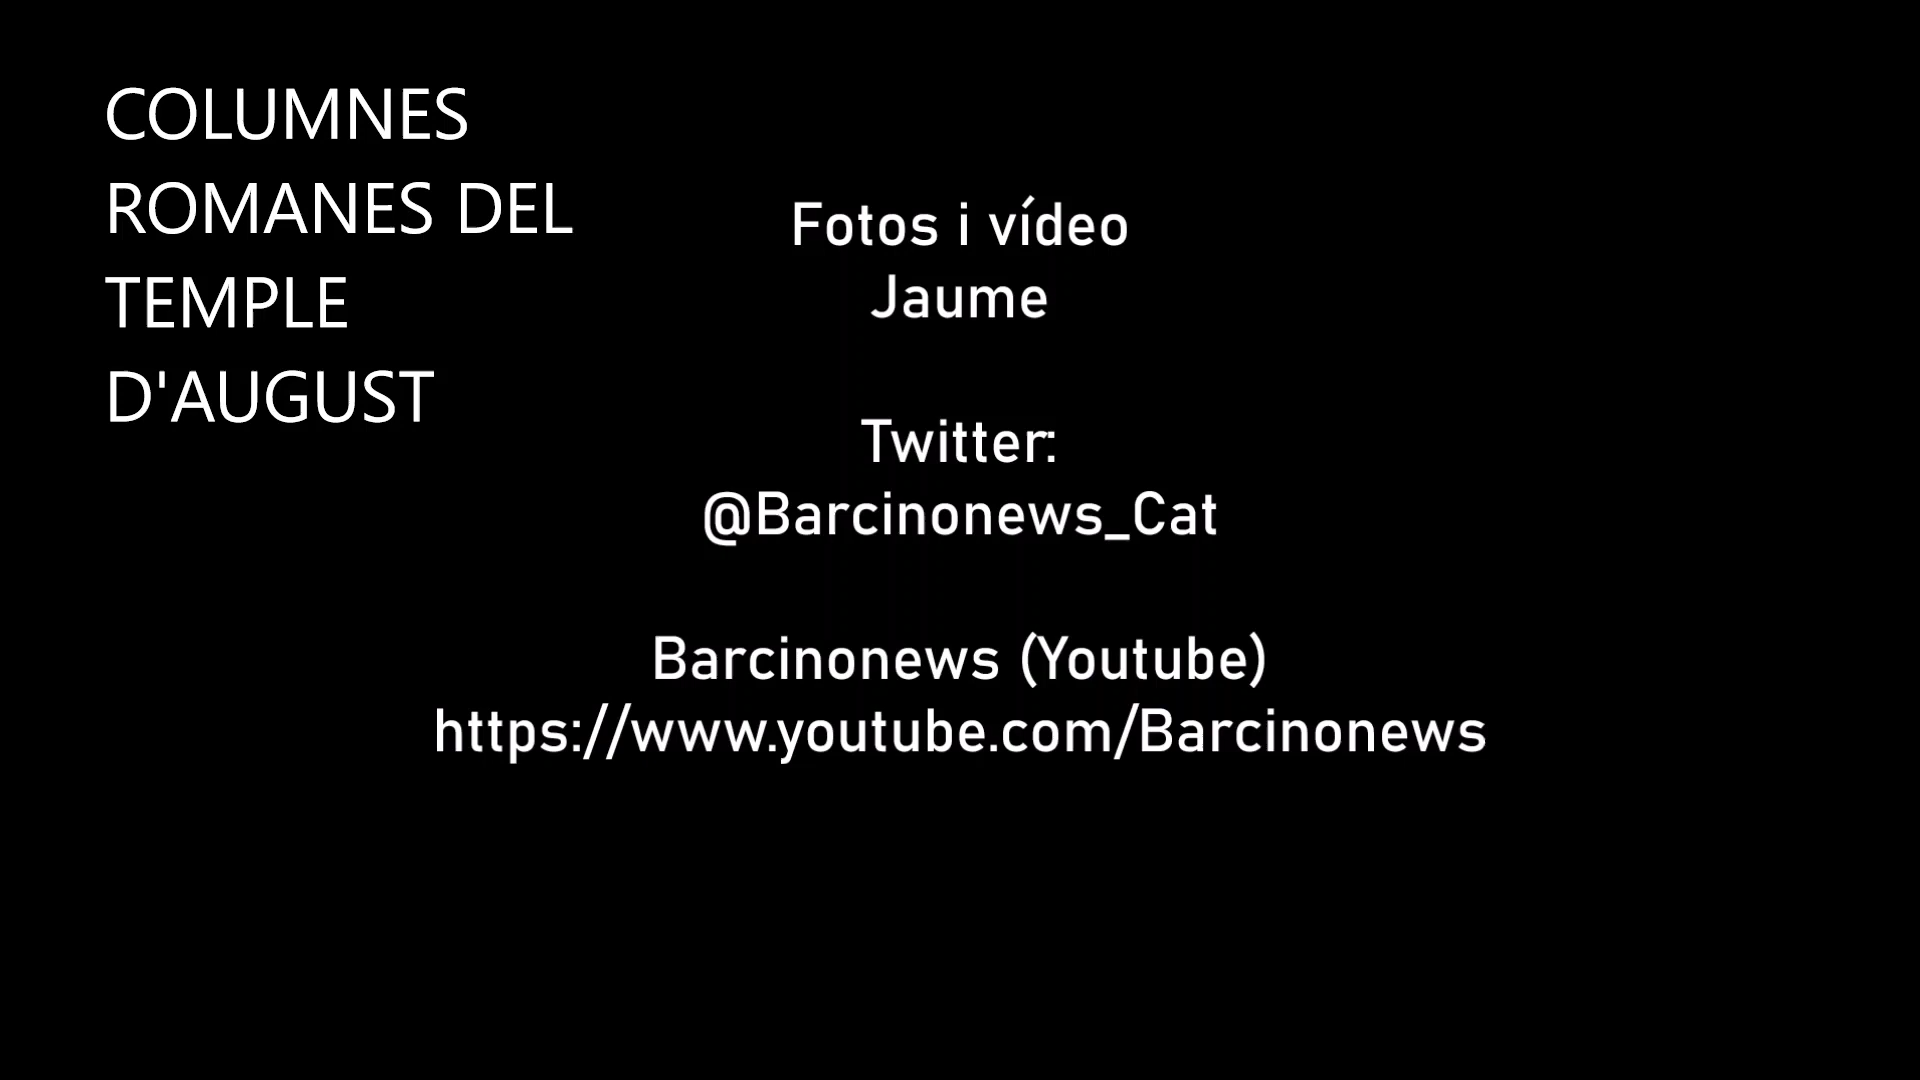 COLUMNES
ROMANES DEL
TEMPLE
D'AUGUST
Fotos i vídeo
Jaume
Twitter:
@Barcinonews_Cat
Barcinonews (Youtube)
https://www.youtube.com/Barcinonews